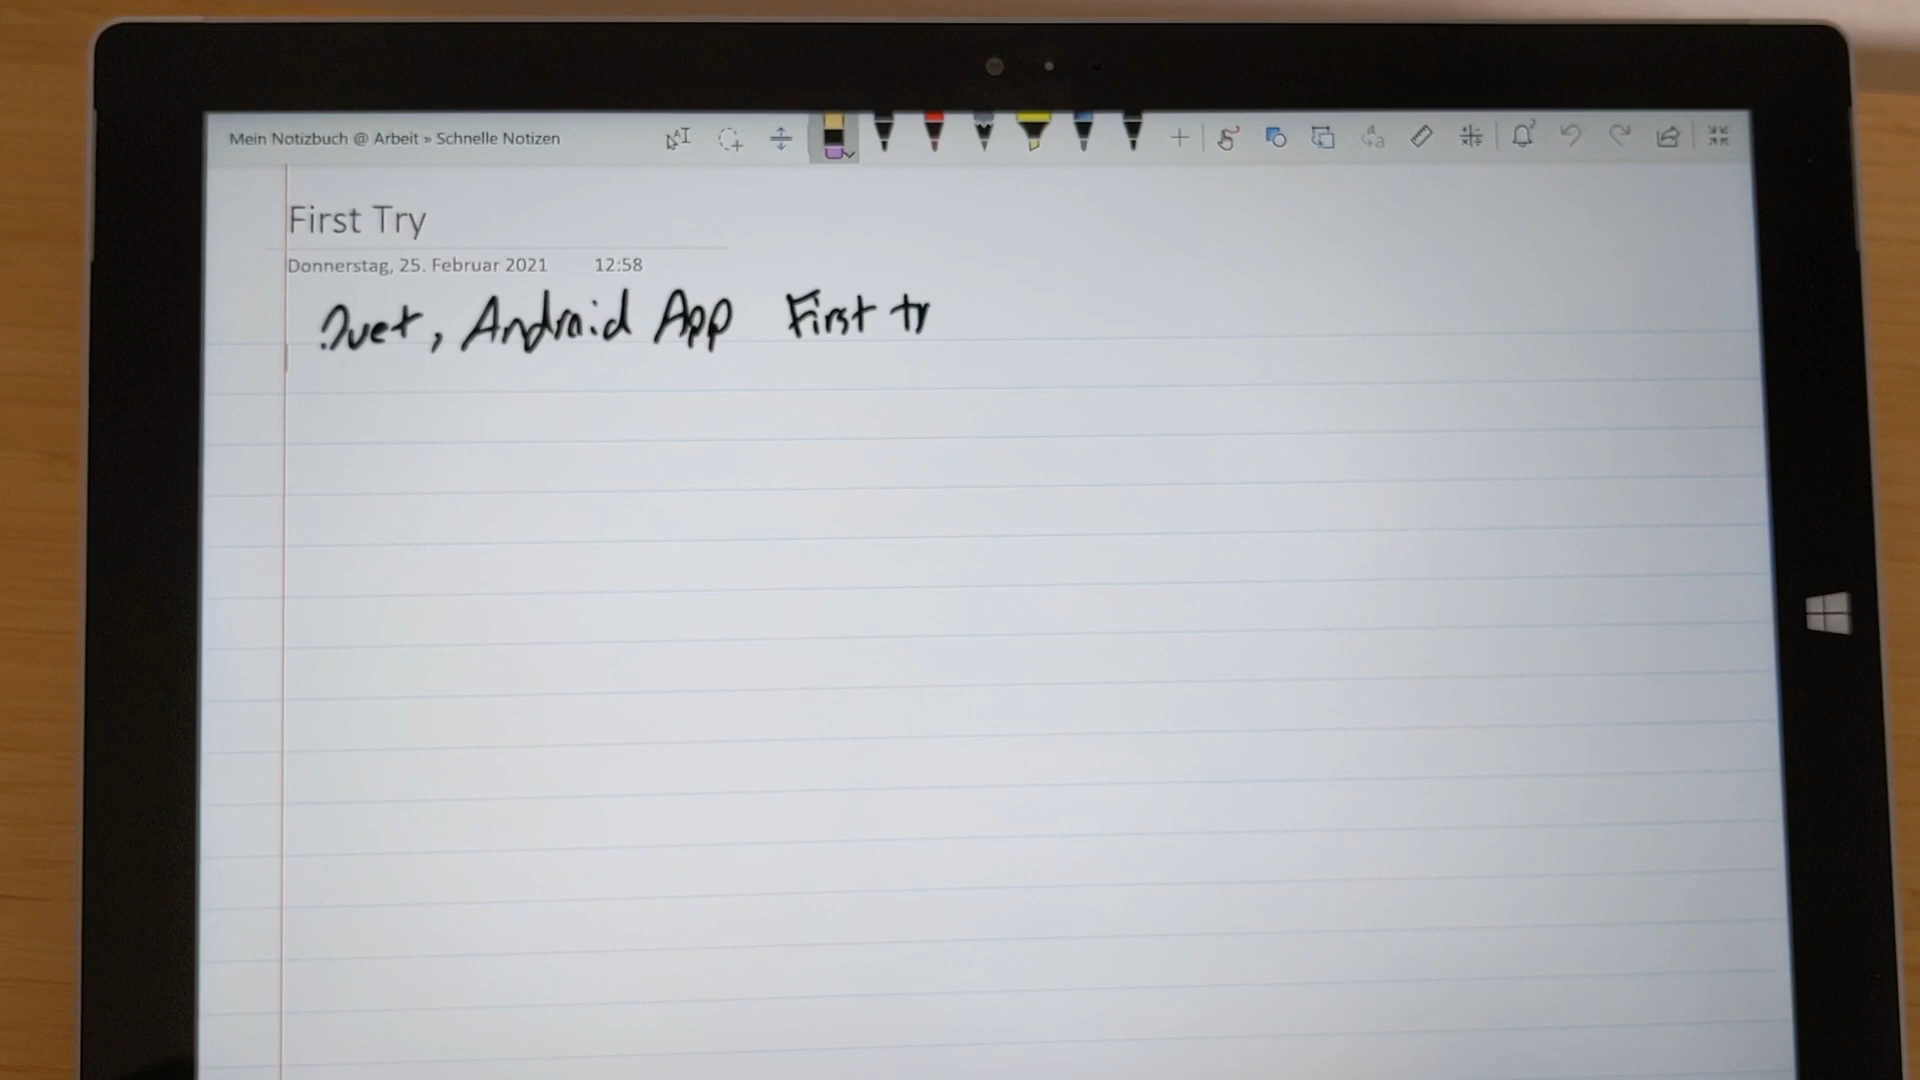 Mein Notizbuch @ Arbeit » Schnelle Notizen
First Try
Donnerstag, 25. Februar 2021 12:58
Duet, Android App First tr